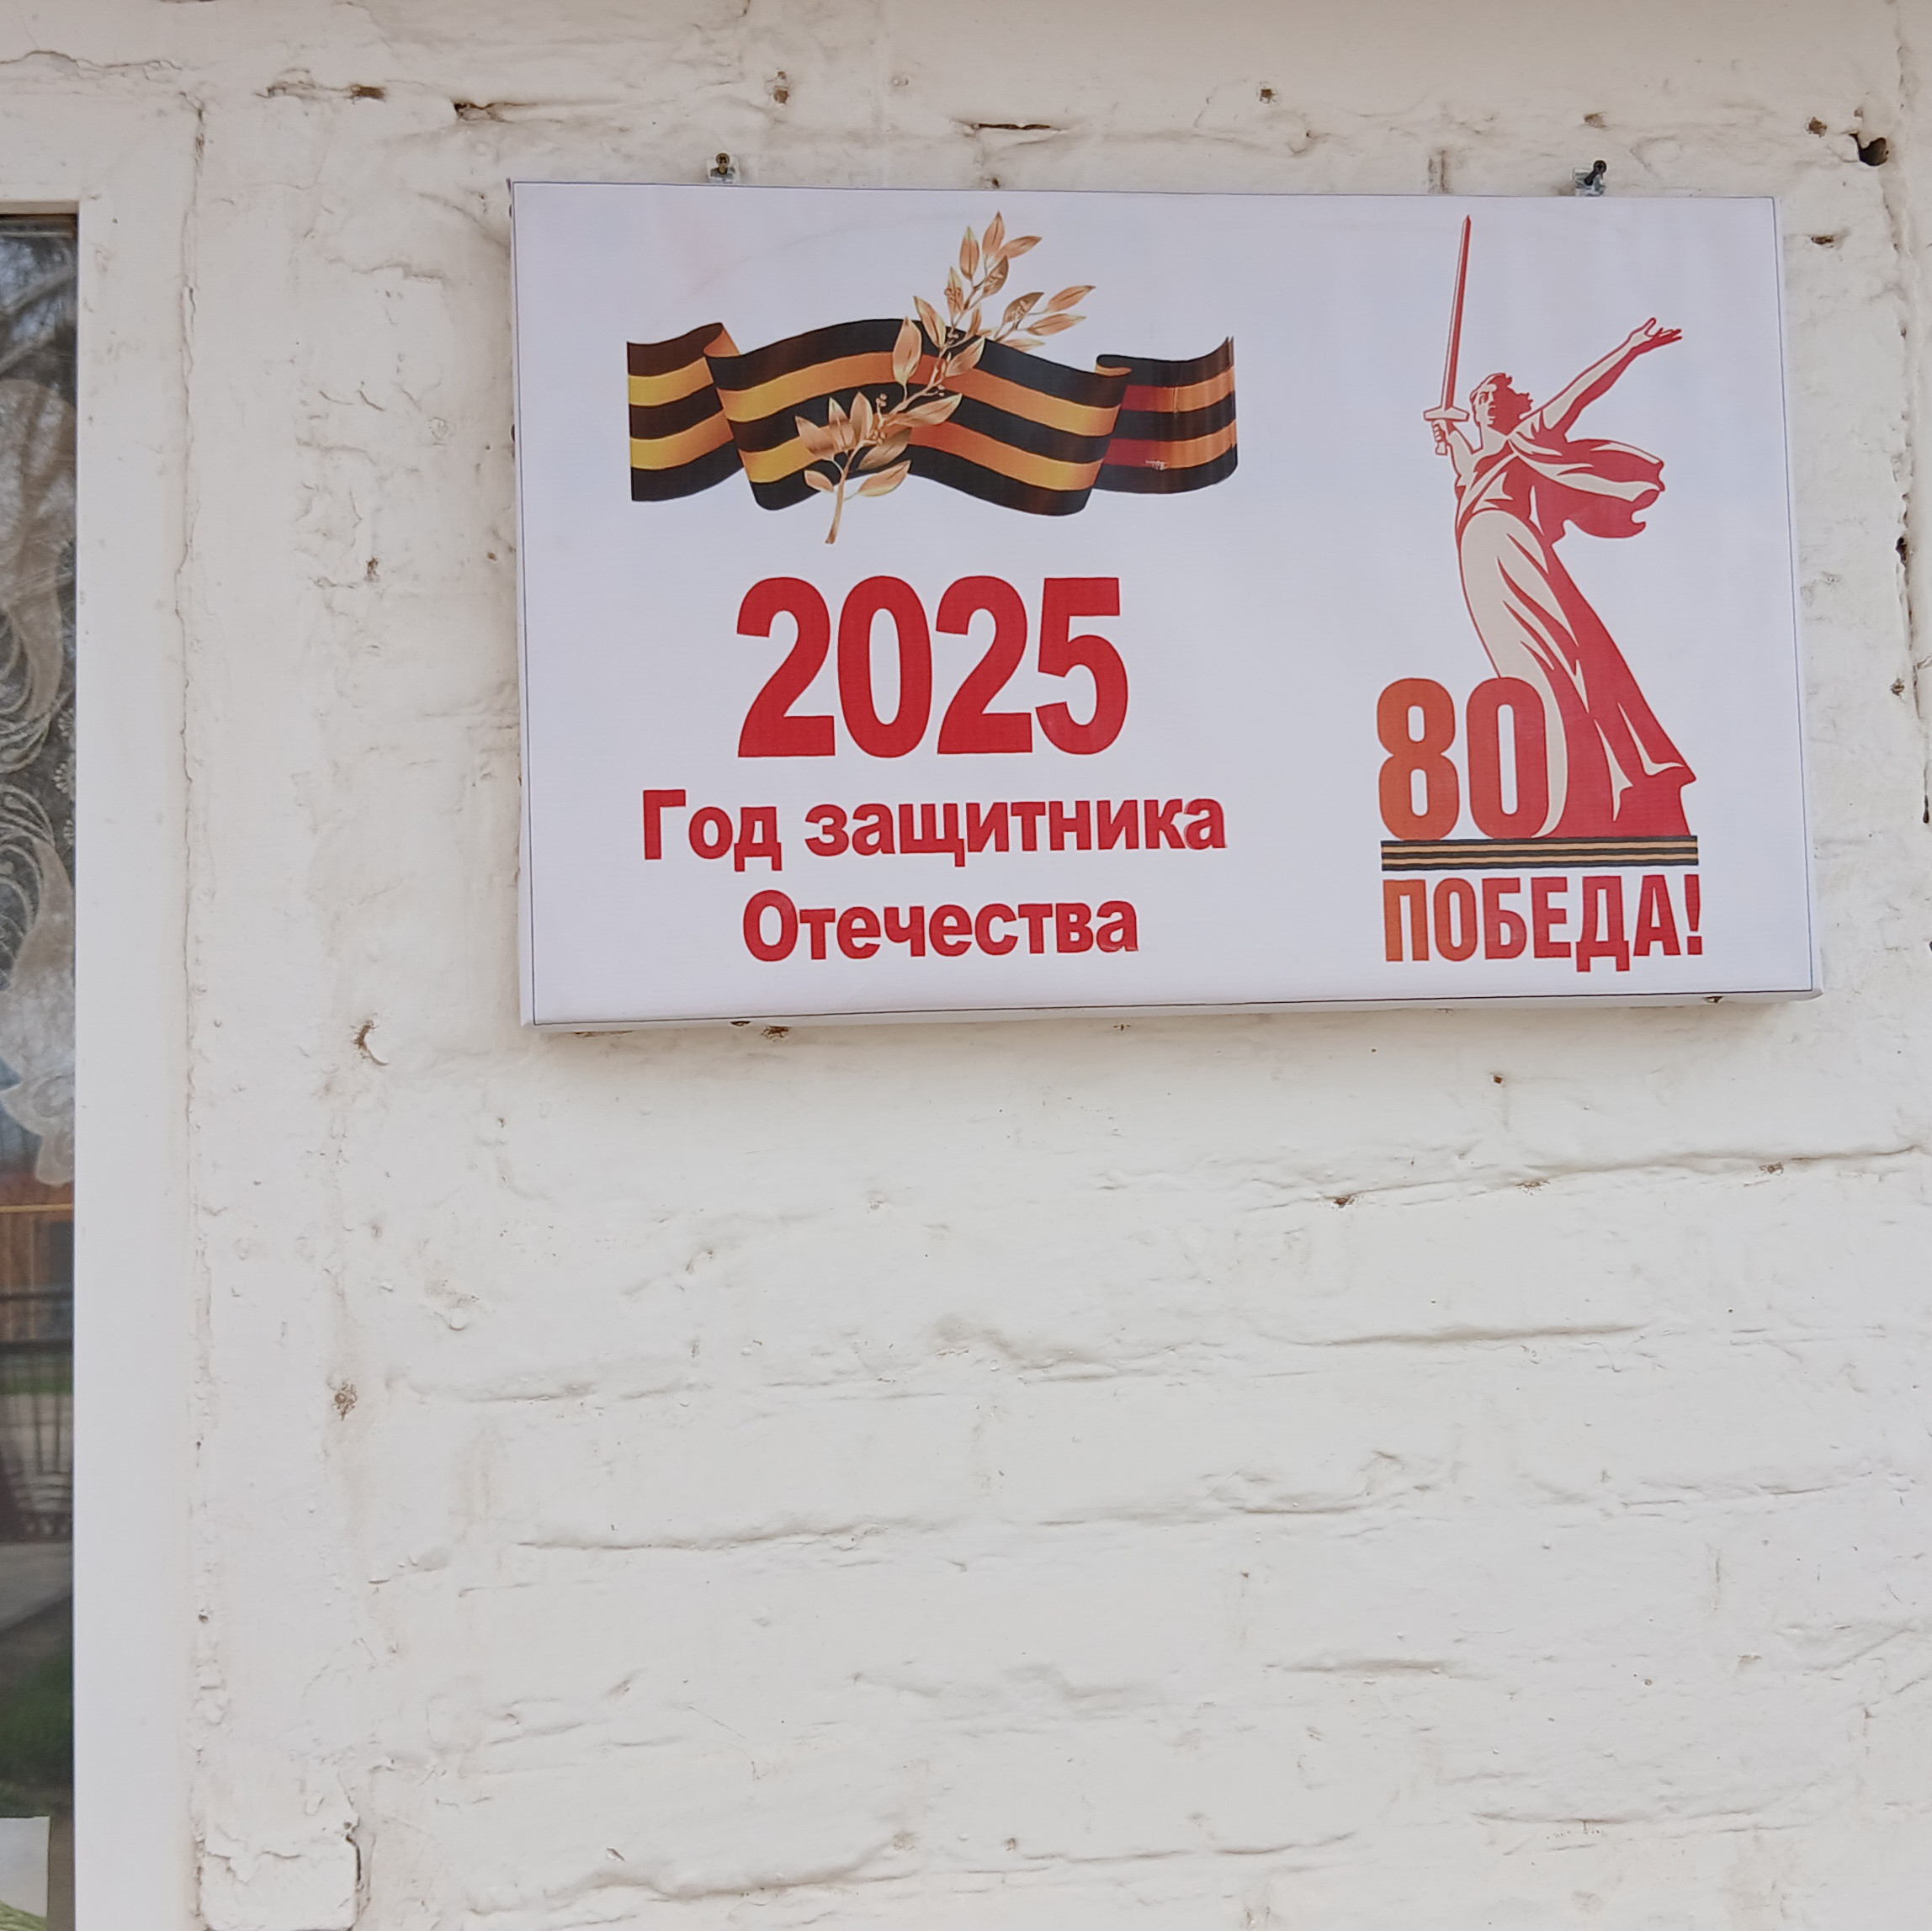 2025
Год защитника
Отечества
80
ПОБЕДА!